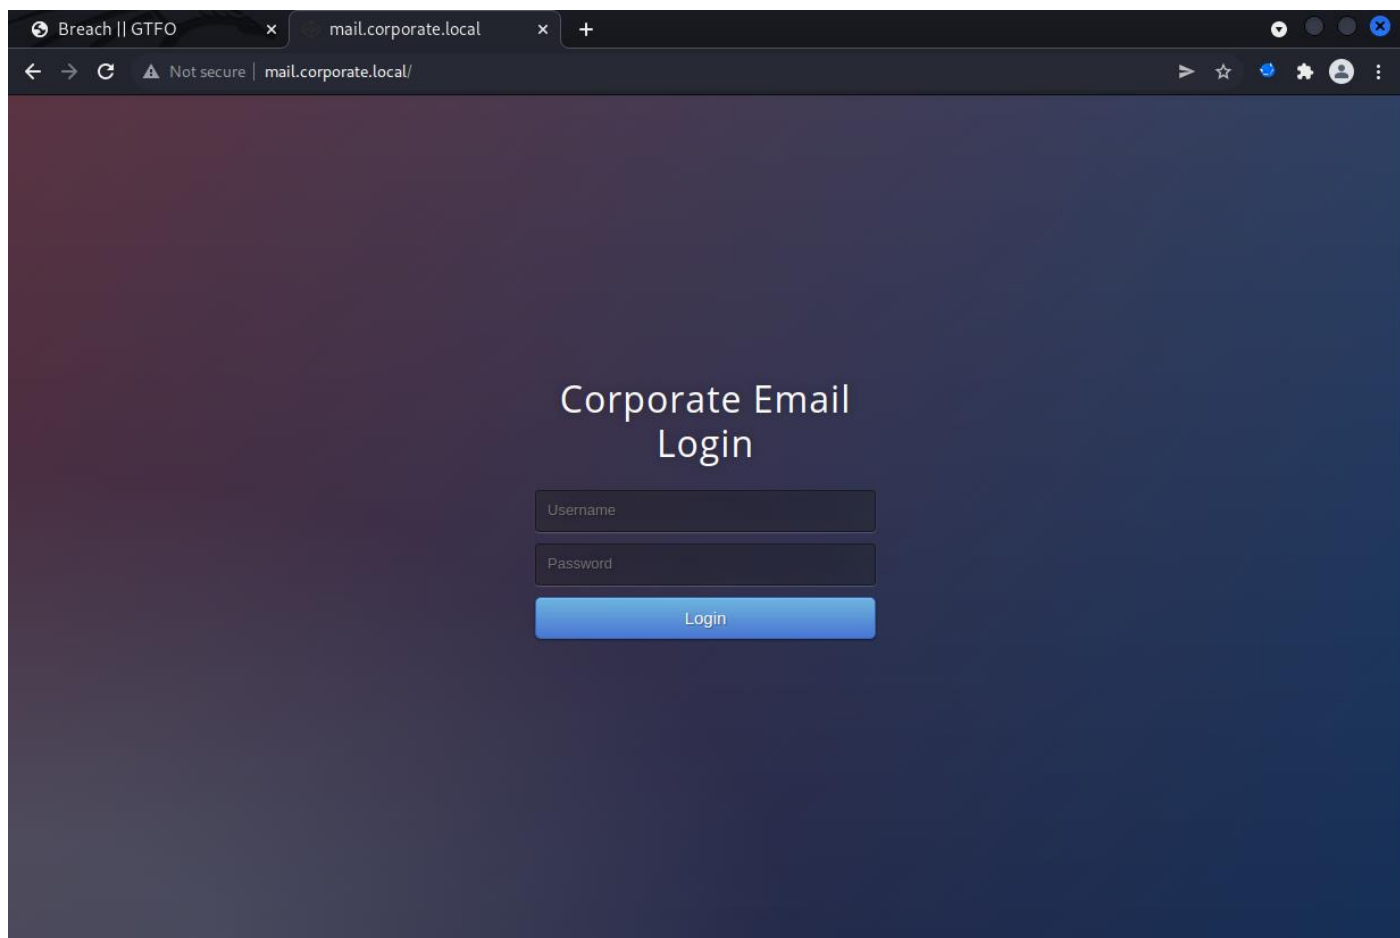 Breach || GTFO
mail.corporate.local
Not secure | mail.corporate.local/
Corporate Email
Login
Username
Password
Login